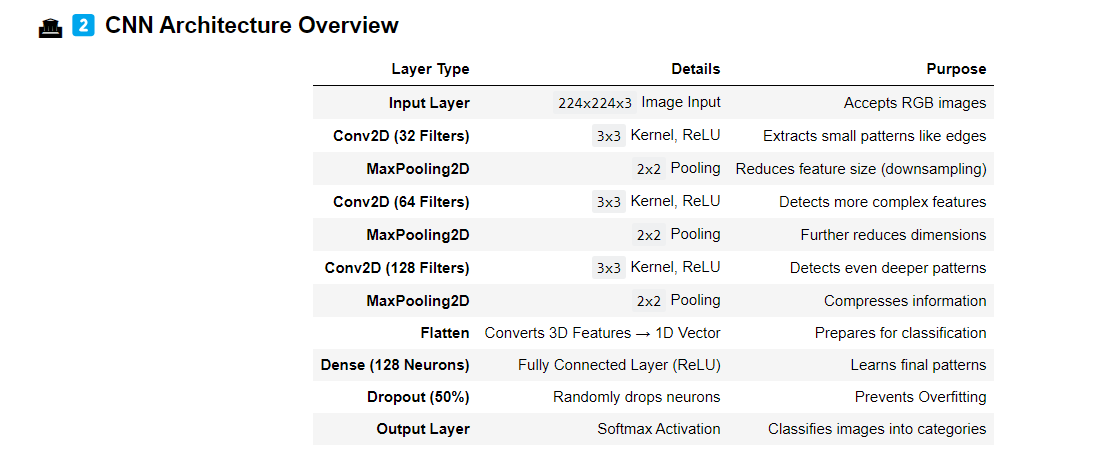 2 CNN Architecture Overview
Layer Type Details Purpose
Input Layer 224x224x3 Image Input Accepts RGB images
Conv2D (32 Filters) 3x3 Kernel, ReLU Extracts small patterns like edges
MaxPooling2D 2x2 Pooling Reduces feature size (downsampling)
Conv2D (64 Filters) 3x3 Kernel, ReLU Detects more complex features
MaxPooling2D 2x2 Pooling Further reduces dimensions
Conv2D (128 Filters) 3x3 Kernel, ReLU Detects even deeper patterns
MaxPooling2D 2x2 Pooling Compresses information
Flatten Converts 3D Features → 1D Vector Prepares for classification
Dense (128 Neurons) Fully Connected Layer (ReLU) Learns final patterns
Dropout (50%) Randomly drops neurons Prevents Overfitting
Output Layer Softmax Activation Classifies images into categories